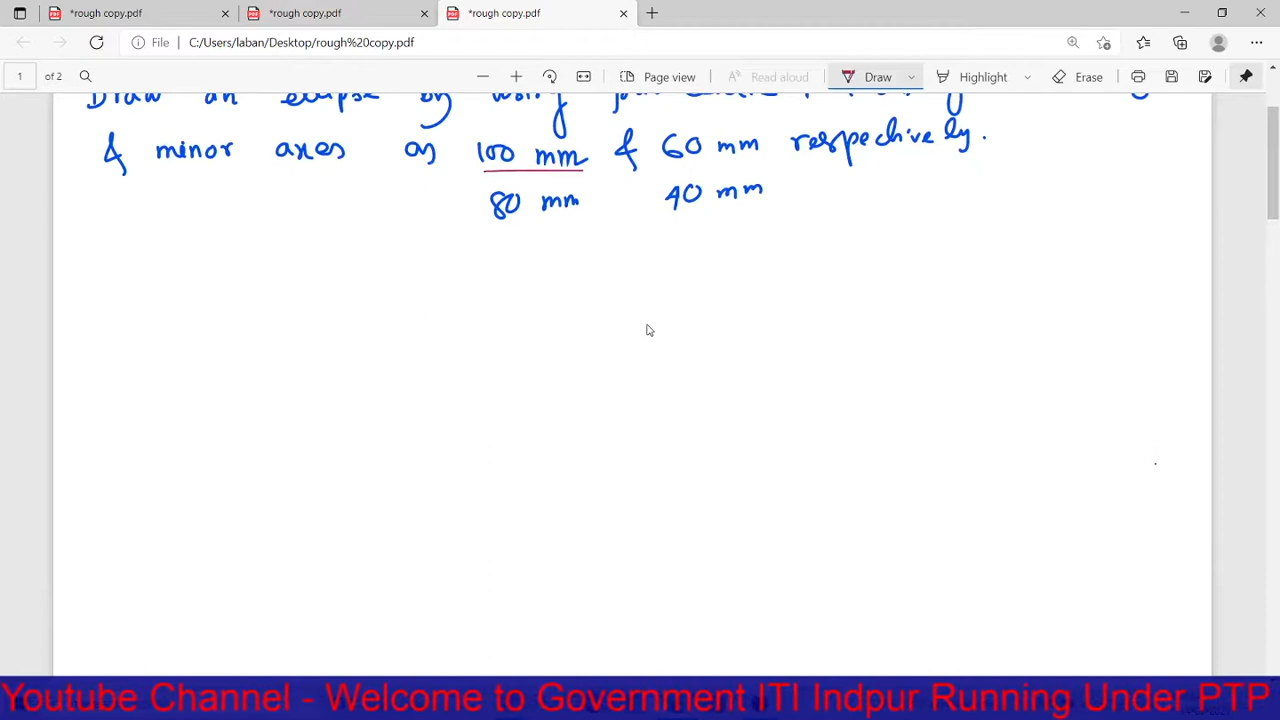 *rough copy.pdf *rough copy.pdf *rough copy.pdf
File C:/Users/laban/Desktop/rough%20copy.pdf
1 of 2 Page view Read aloud Draw Highlight Erase
Draw an ellipse by using
& minor axes as 100 mm & 60 mm respectively.
80 mm 40 mm
Youtube Channel - Welcome to Government ITI Indpur Running Under PTP